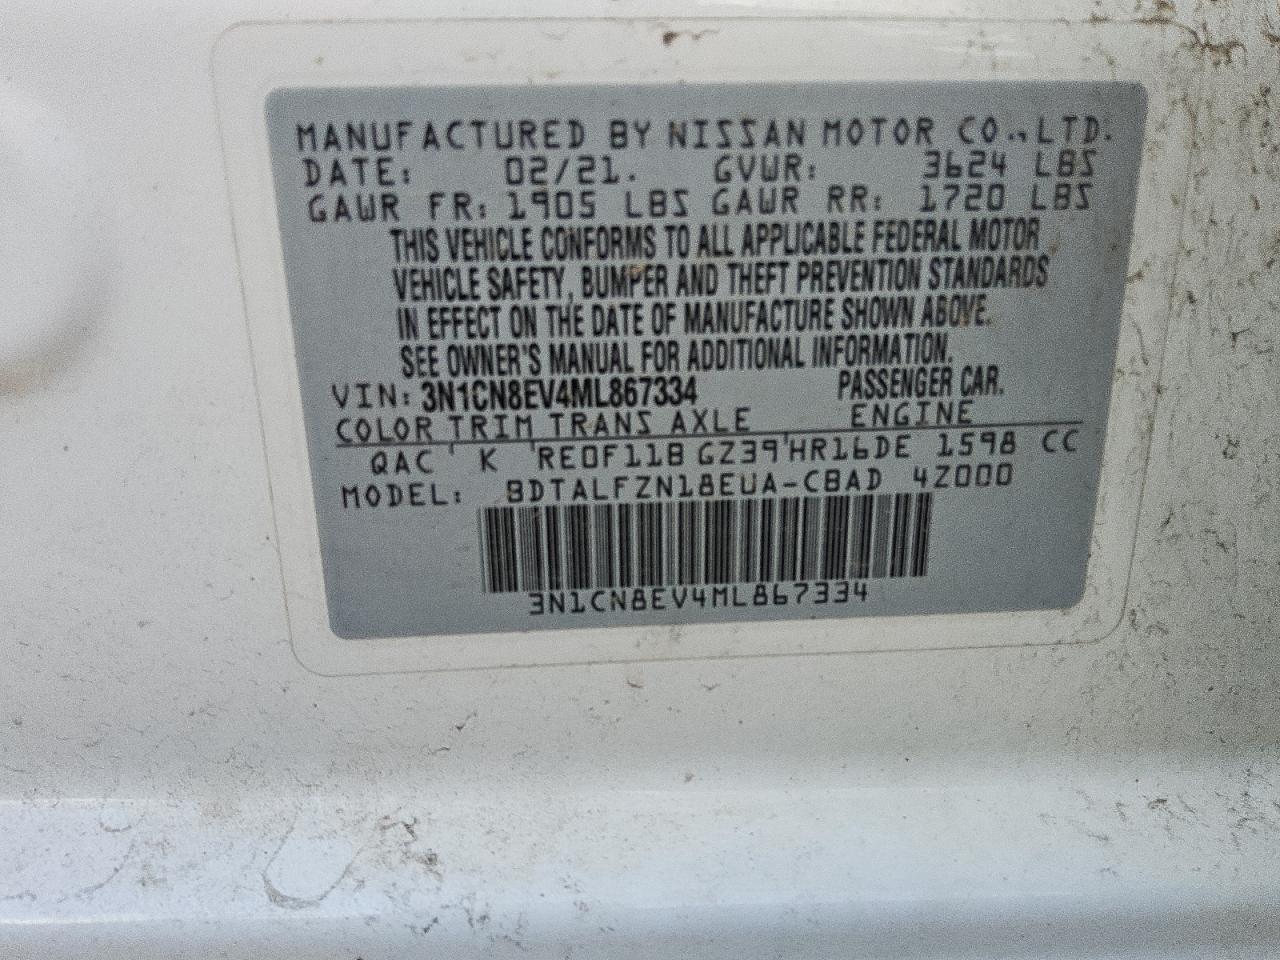 MANUFACTURED BY NISSAN MOTOR CO., LTD.
DATE: 02/21. GVWR: 3624 LBS
GAWR FR: 1905 LBS GAWR RR: 1720 LBS
THIS VEHICLE CONFORMS TO ALL APPLICABLE FEDERAL MOTOR
VEHICLE SAFETY, BUMPER AND THEFT PREVENTION STANDARDS
IN EFFECT ON THE DATE OF MANUFACTURE SHOWN ABOVE.
SEE OWNER'S MANUAL FOR ADDITIONAL INFORMATION.
VIN: 3N1CN8EV4ML867334 PASSENGER CAR.
COLOR TRIM TRANS AXLE ENGINE
QAC ' K ' RE0F11B GZ39 ' HR16DE 1598 CC
MODEL: BDTALFZN18EUA-CBAD 4Z000
3N1CN8EV4ML867334